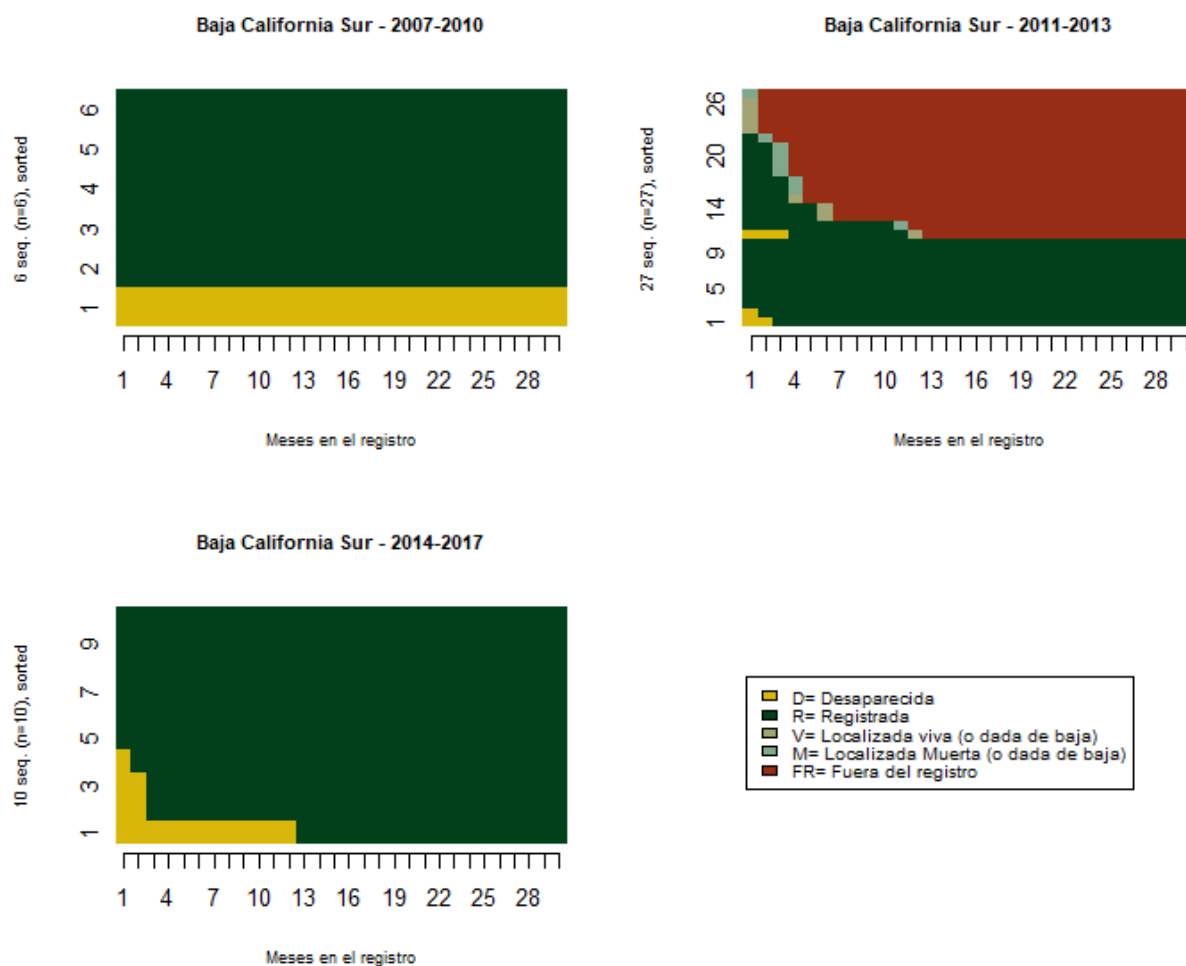 Baja California Sur - 2007-2010
6 seq. (n=6), sorted
6
5
4
3
2
1
1 4 7 10 13 16 19 22 25 28
Meses en el registro
Baja California Sur - 2011-2013
27 seq. (n=27), sorted
26
20
14
9
5
1
1 4 7 10 13 16 19 22 25 28
Meses en el registro
Baja California Sur - 2014-2017
10 seq. (n=10), sorted
9
7
5
3
1
1 4 7 10 13 16 19 22 25 28
Meses en el registro
D= Desaparecida
R= Registrada
V= Localizada viva (o dada de baja)
M= Localizada Muerta (o dada de baja)
FR= Fuera del registro